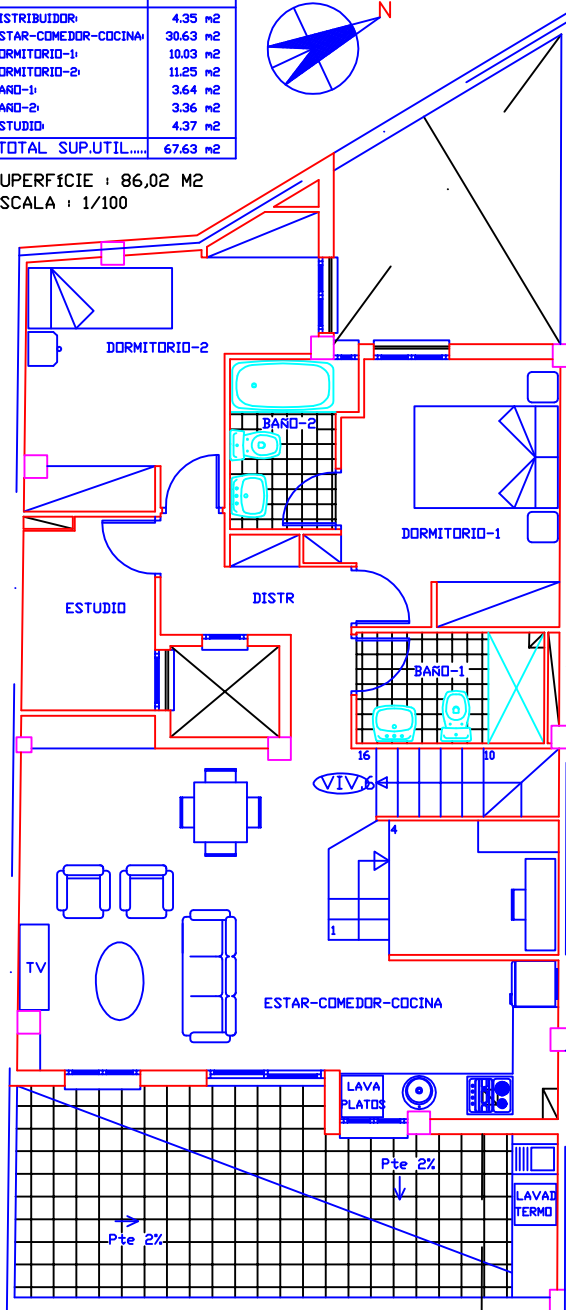 N
ISTRIBUIDOR: 4.35 m2
STAR-COMEDOR-COCINA: 30.63 m2
ORMITORIO-1: 10.03 m2
ORMITORIO-2: 11.25 m2
AÑO-1: 3.64 m2
AÑO-2: 3.36 m2
STUDIO: 4.37 m2
TOTAL SUP.UTIL..... 67.63 m2
UPERFÍCIE : 86,02 M2
SCALA : 1/100
DORMITORIO-2
BAÑO-2
DORMITORIO-1
ESTUDIO
DISTR
BAÑO-1
16 10
VIV.6
4
1
TV
ESTAR-COMEDOR-COCINA
LAVA
PLATOS
Pte 2%
LAVAD
TERMO
Pte 2%